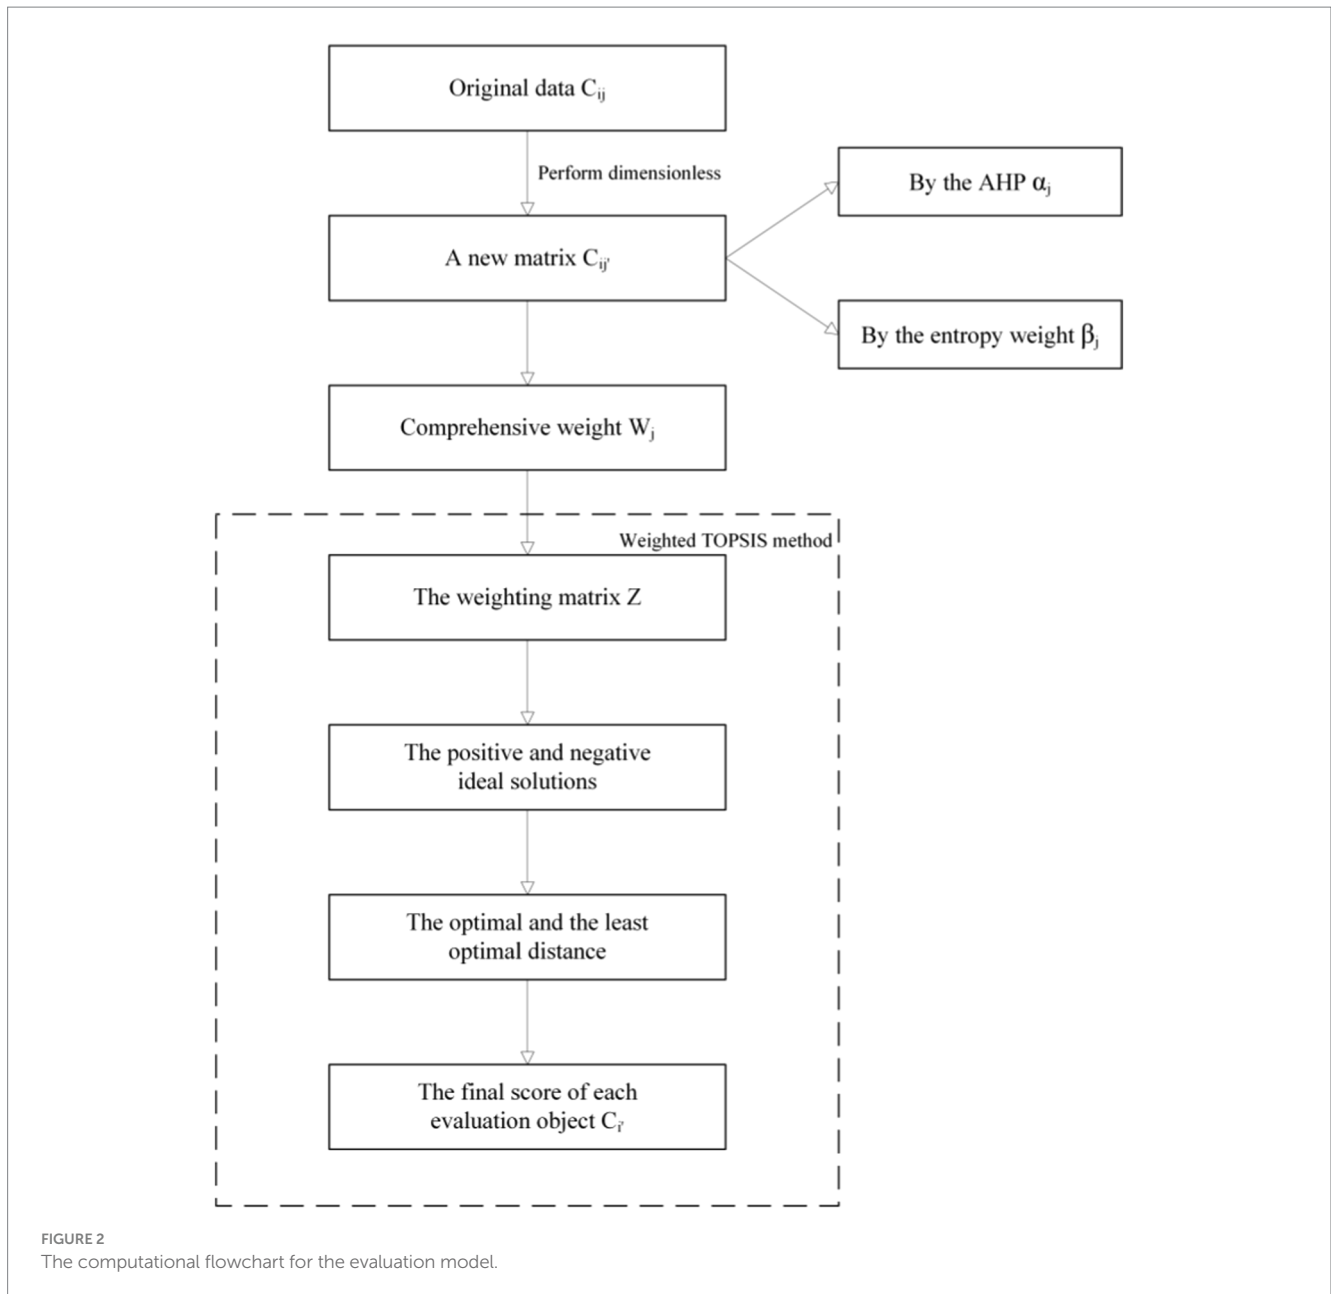 Original data Cij
Perform dimensionless
By the AHP αj
A new matrix Cij'
By the entropy weight βj
Comprehensive weight Wj
Weighted TOPSIS method
The weighting matrix Z
The positive and negative
ideal solutions
The optimal and the least
optimal distance
The final score of each
evaluation object Ci'
FIGURE 2
The computational flowchart for the evaluation model.